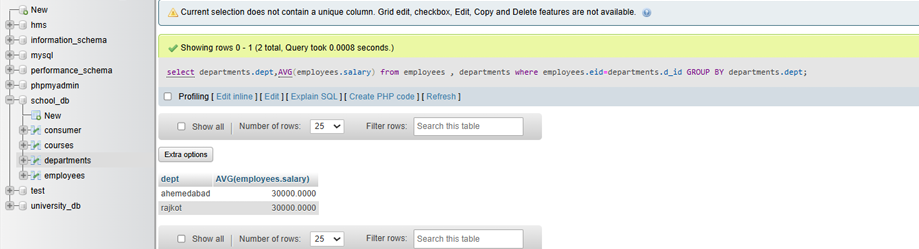 New
hms
information_schema
mysql
performance_schema
phpmyadmin
school_db
New
consumer
courses
departments
employees
test
university_db
Current selection does not contain a unique column. Grid edit, checkbox, Edit, Copy and Delete features are not available.
Showing rows 0 - 1 (2 total, Query took 0.0008 seconds.)
select departments.dept,AVG(employees.salary) from employees , departments where employees.eid=departments.d_id GROUP BY departments.dept;
Profiling [ Edit inline ] [ Edit ] [ Explain SQL ] [ Create PHP code ] [ Refresh ]
Show all | Number of rows: 25 Filter rows: Search this table
Extra options
dept AVG(employees.salary)
ahemedabad 30000.0000
rajkot 30000.0000
Show all | Number of rows: 25 Filter rows: Search this table